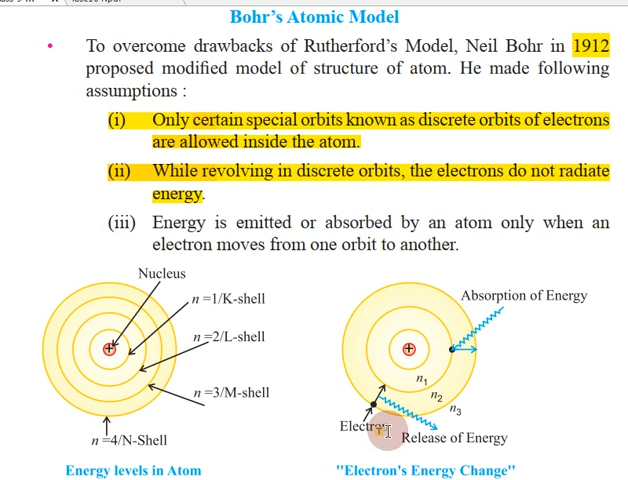 Bohr's Atomic Model
• To overcome drawbacks of Rutherford's Model, Neil Bohr in 1912
proposed modified model of structure of atom. He made following
assumptions :
(i) Only certain special orbits known as discrete orbits of electrons
are allowed inside the atom.
(ii) While revolving in discrete orbits, the electrons do not radiate
energy.
(iii) Energy is emitted or absorbed by an atom only when an
electron moves from one orbit to another.
Nucleus
n =1/K-shell
n =2/L-shell
n =3/M-shell
n =4/N-Shell
Energy levels in Atom
+
Absorption of Energy
+
n1
n2
n3
Electron
Release of Energy
"Electron's Energy Change"